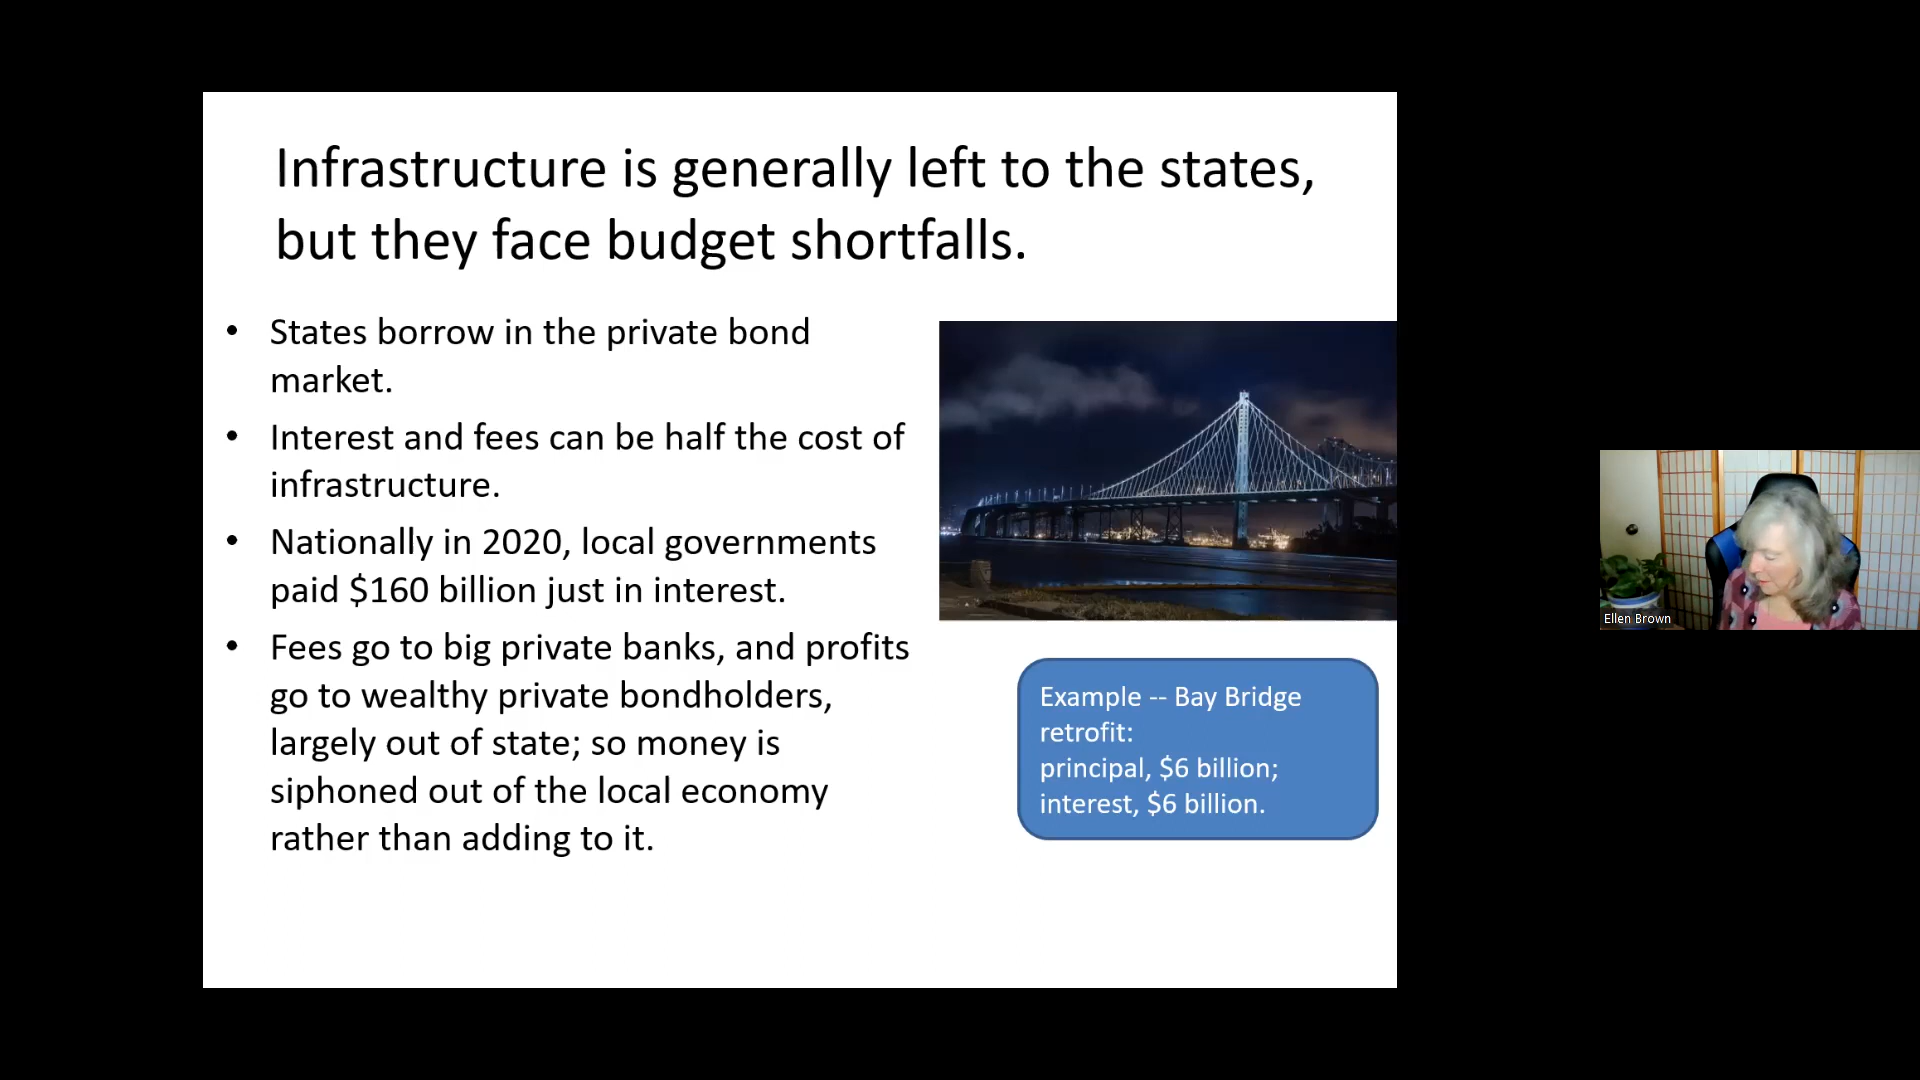 Infrastructure is generally left to the states,
but they face budget shortfalls.
• States borrow in the private bond
market.
• Interest and fees can be half the cost of
infrastructure.
• Nationally in 2020, local governments
paid $160 billion just in interest.
• Fees go to big private banks, and profits
go to wealthy private bondholders,
largely out of state; so money is
siphoned out of the local economy
rather than adding to it.
Example -- Bay Bridge
retrofit:
principal, $6 billion;
interest, $6 billion.
Ellen Brown